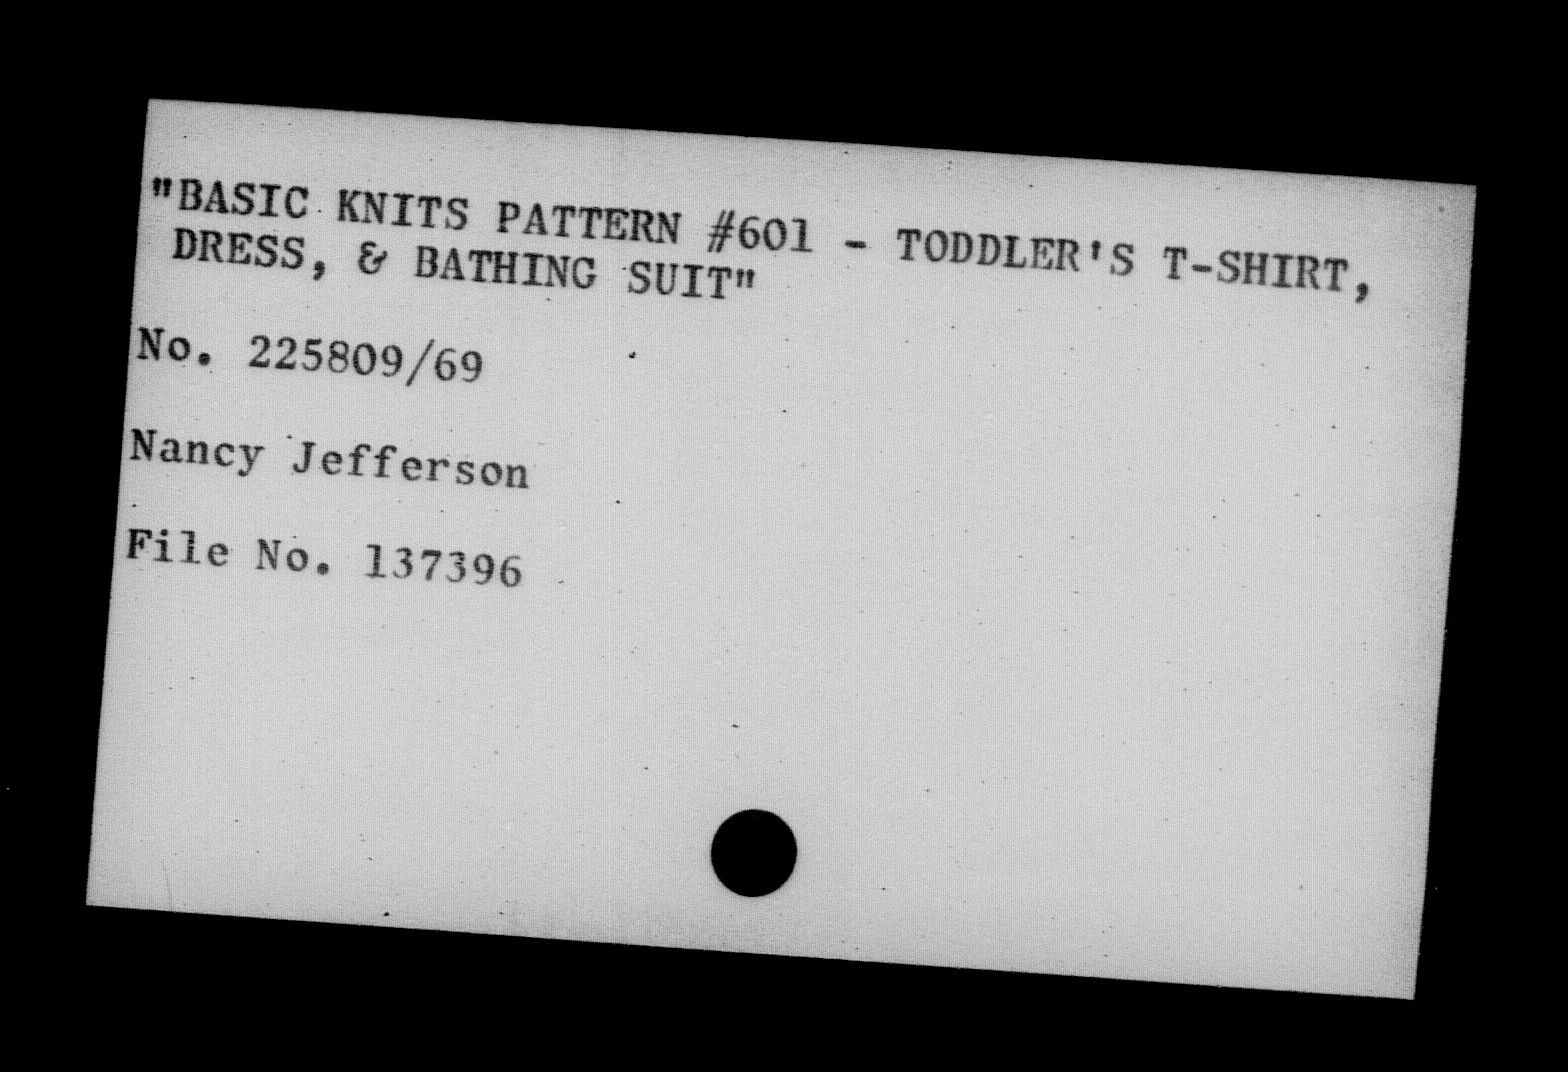 "BASIC KNITS PATTERN #601 - TODDLER'S T-SHIRT,
DRESS, & BATHING SUIT"
No. 225809/69
Nancy Jefferson
File No. 137396